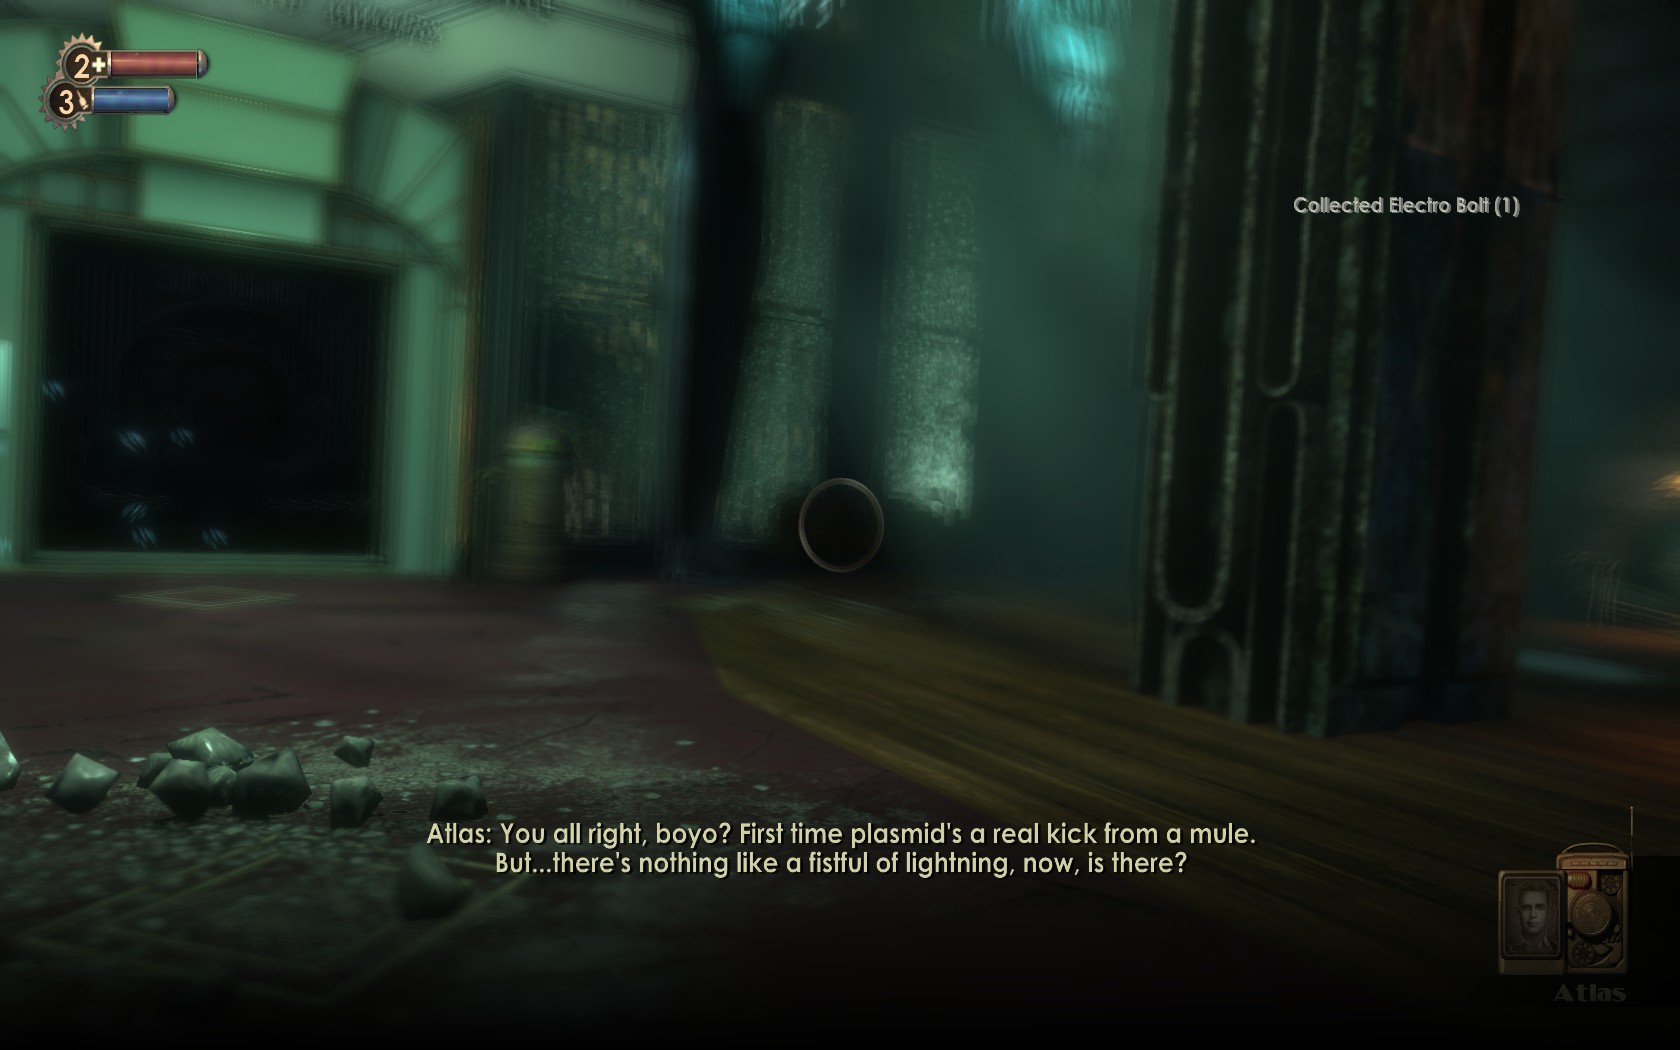 2+
3
Collected Electro Bolt (1)
Atlas: You all right, boyo? First time plasmid's a real kick from a mule.
But...there's nothing like a fistful of lightning, now, is there?
Atlas